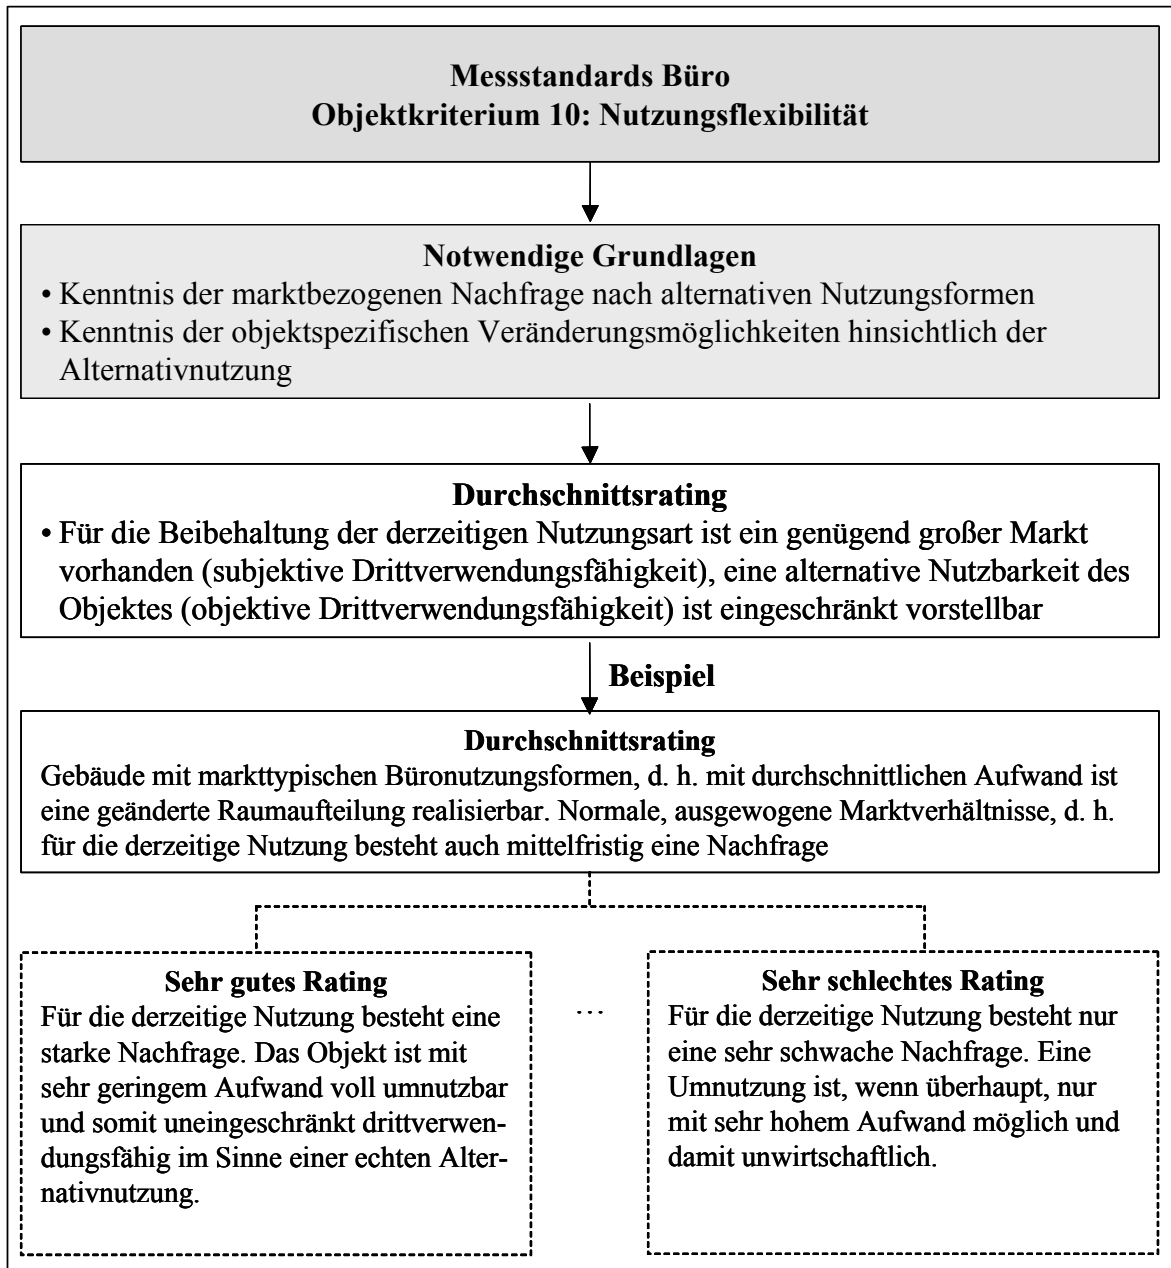 Messstandards Büro
Objektkriterium 10: Nutzungsflexibilität
Notwendige Grundlagen
• Kenntnis der marktbezogenen Nachfrage nach alternativen Nutzungsformen
• Kenntnis der objektspezifischen Veränderungsmöglichkeiten hinsichtlich der
Alternativnutzung
Durchschnittsrating
• Für die Beibehaltung der derzeitigen Nutzungsart ist ein genügend großer Markt
vorhanden (subjektive Drittverwendungsfähigkeit), eine alternative Nutzbarkeit des
Objektes (objektive Drittverwendungsfähigkeit) ist eingeschränkt vorstellbar
Beispiel
Durchschnittsrating
Gebäude mit markttypischen Büronutzungsformen, d. h. mit durchschnittlichen Aufwand ist
eine geänderte Raumaufteilung realisierbar. Normale, ausgewogene Marktverhältnisse, d. h.
für die derzeitige Nutzung besteht auch mittelfristig eine Nachfrage
Sehr gutes Rating
Für die derzeitige Nutzung besteht eine
starke Nachfrage. Das Objekt ist mit
sehr geringem Aufwand voll umnutzbar
und somit uneingeschränkt drittverwen-
dungsfähig im Sinne einer echten Alter-
nativnutzung.
...
Sehr schlechtes Rating
Für die derzeitige Nutzung besteht nur
eine sehr schwache Nachfrage. Eine
Umnutzung ist, wenn überhaupt, nur
mit sehr hohem Aufwand möglich und
damit unwirtschaftlich.